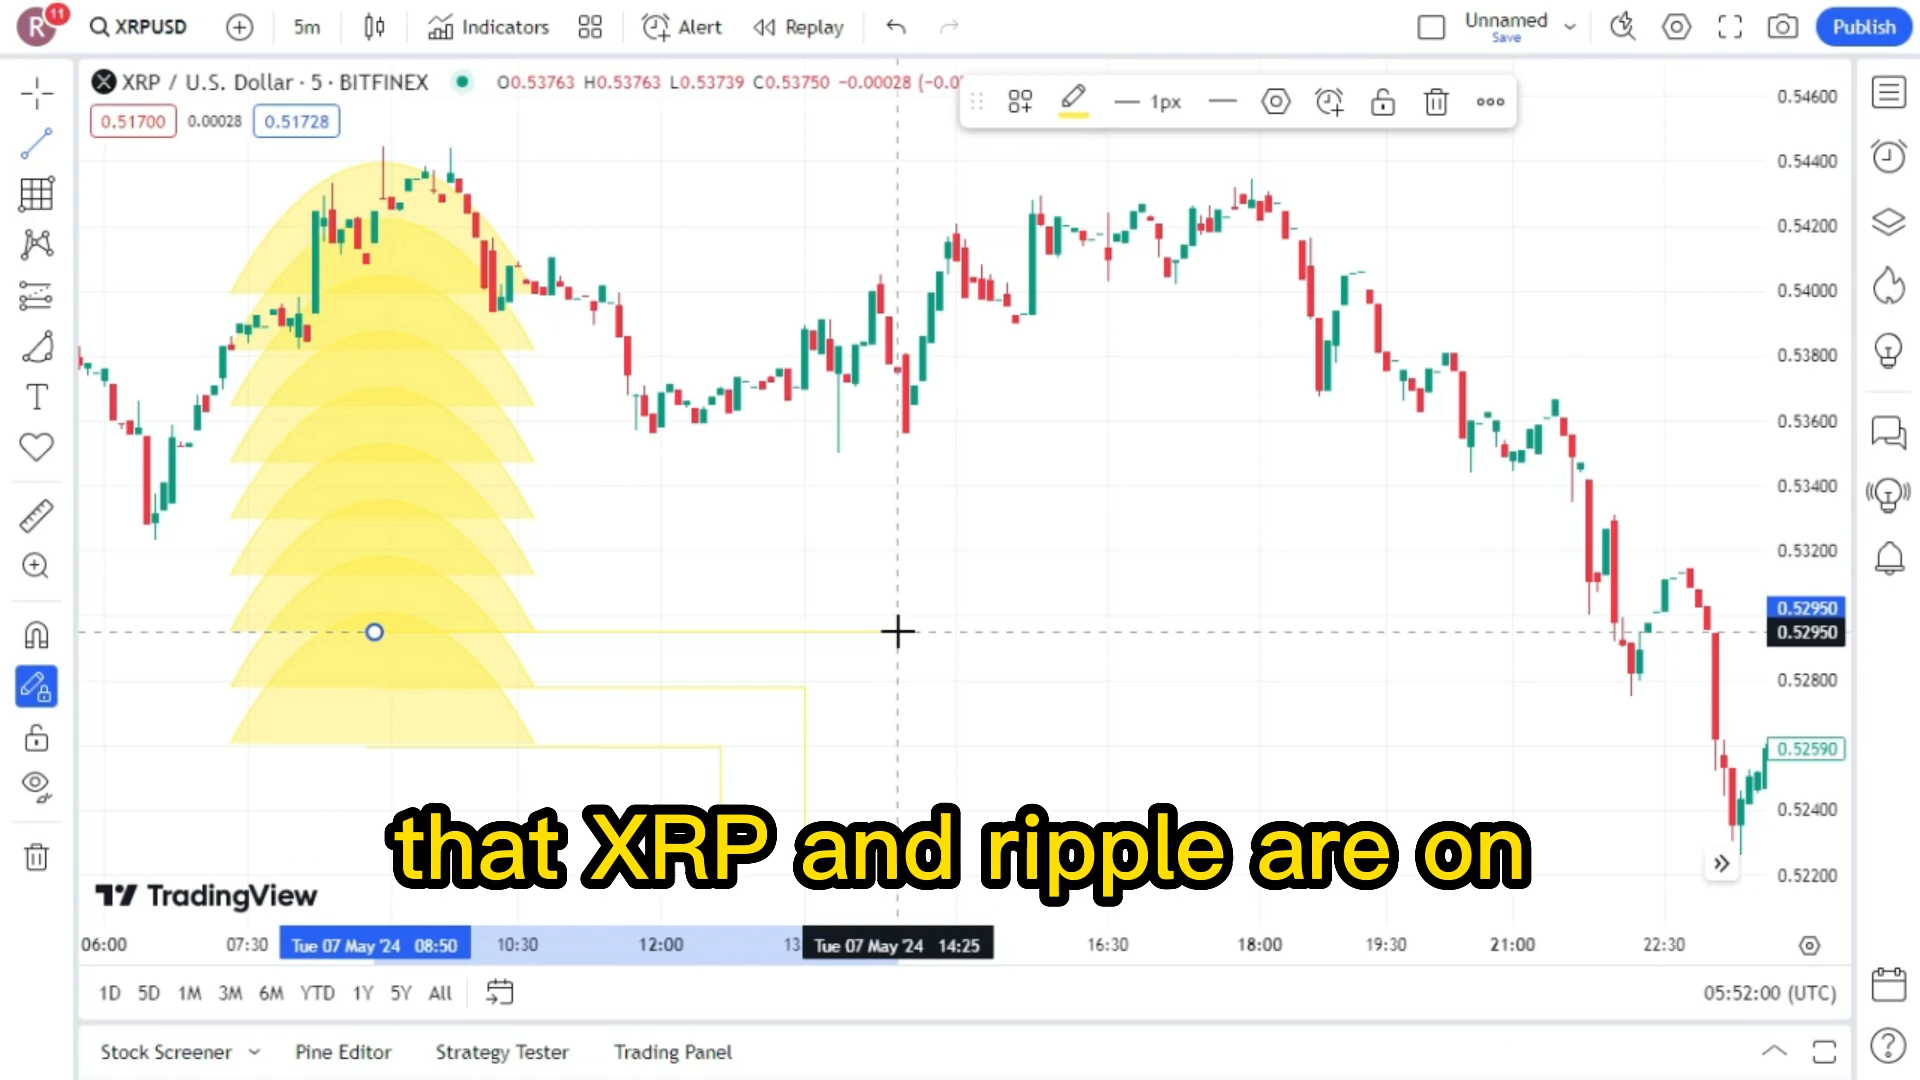 R 11 XRPUSD 5m Indicators Alert Replay Unnamed Save Publish
XRP / U.S. Dollar · 5 · BITFINEX O0.53763 H0.53763 L0.53739 C0.53750 −0.00028 (−0.0
1px
0.51700 0.00028 0.51728
0.54600
0.54400
0.54200
0.54000
0.53800
0.53600
0.53400
0.53200
0.52950
0.52950
0.52800
0.52590
0.52400
0.52200
that XRP and ripple are on
TradingView
06:00 07:30 Tue 07 May '24 08:50 10:30 12:00 13 Tue 07 May '24 14:25 16:30 18:00 19:30 21:00 22:30
1D 5D 1M 3M 6M YTD 1Y 5Y All 05:52:00 (UTC)
Stock Screener Pine Editor Strategy Tester Trading Panel